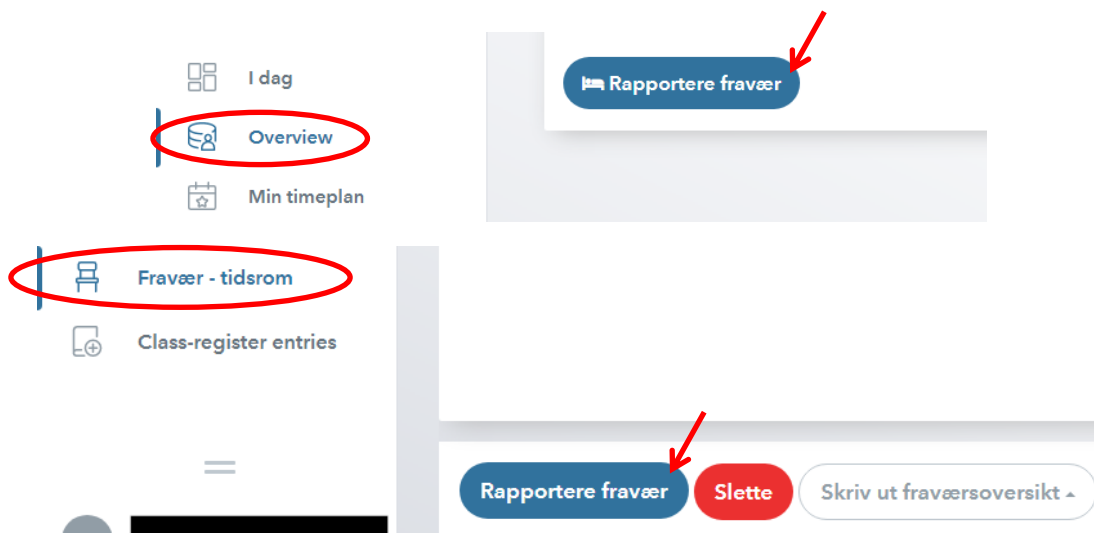 I dag
Overview
Min timeplan
Rapportere fravær
Fravær - tidsrom
Class-register entries
Rapportere fravær
Slette
Skriv ut fraværsoversikt